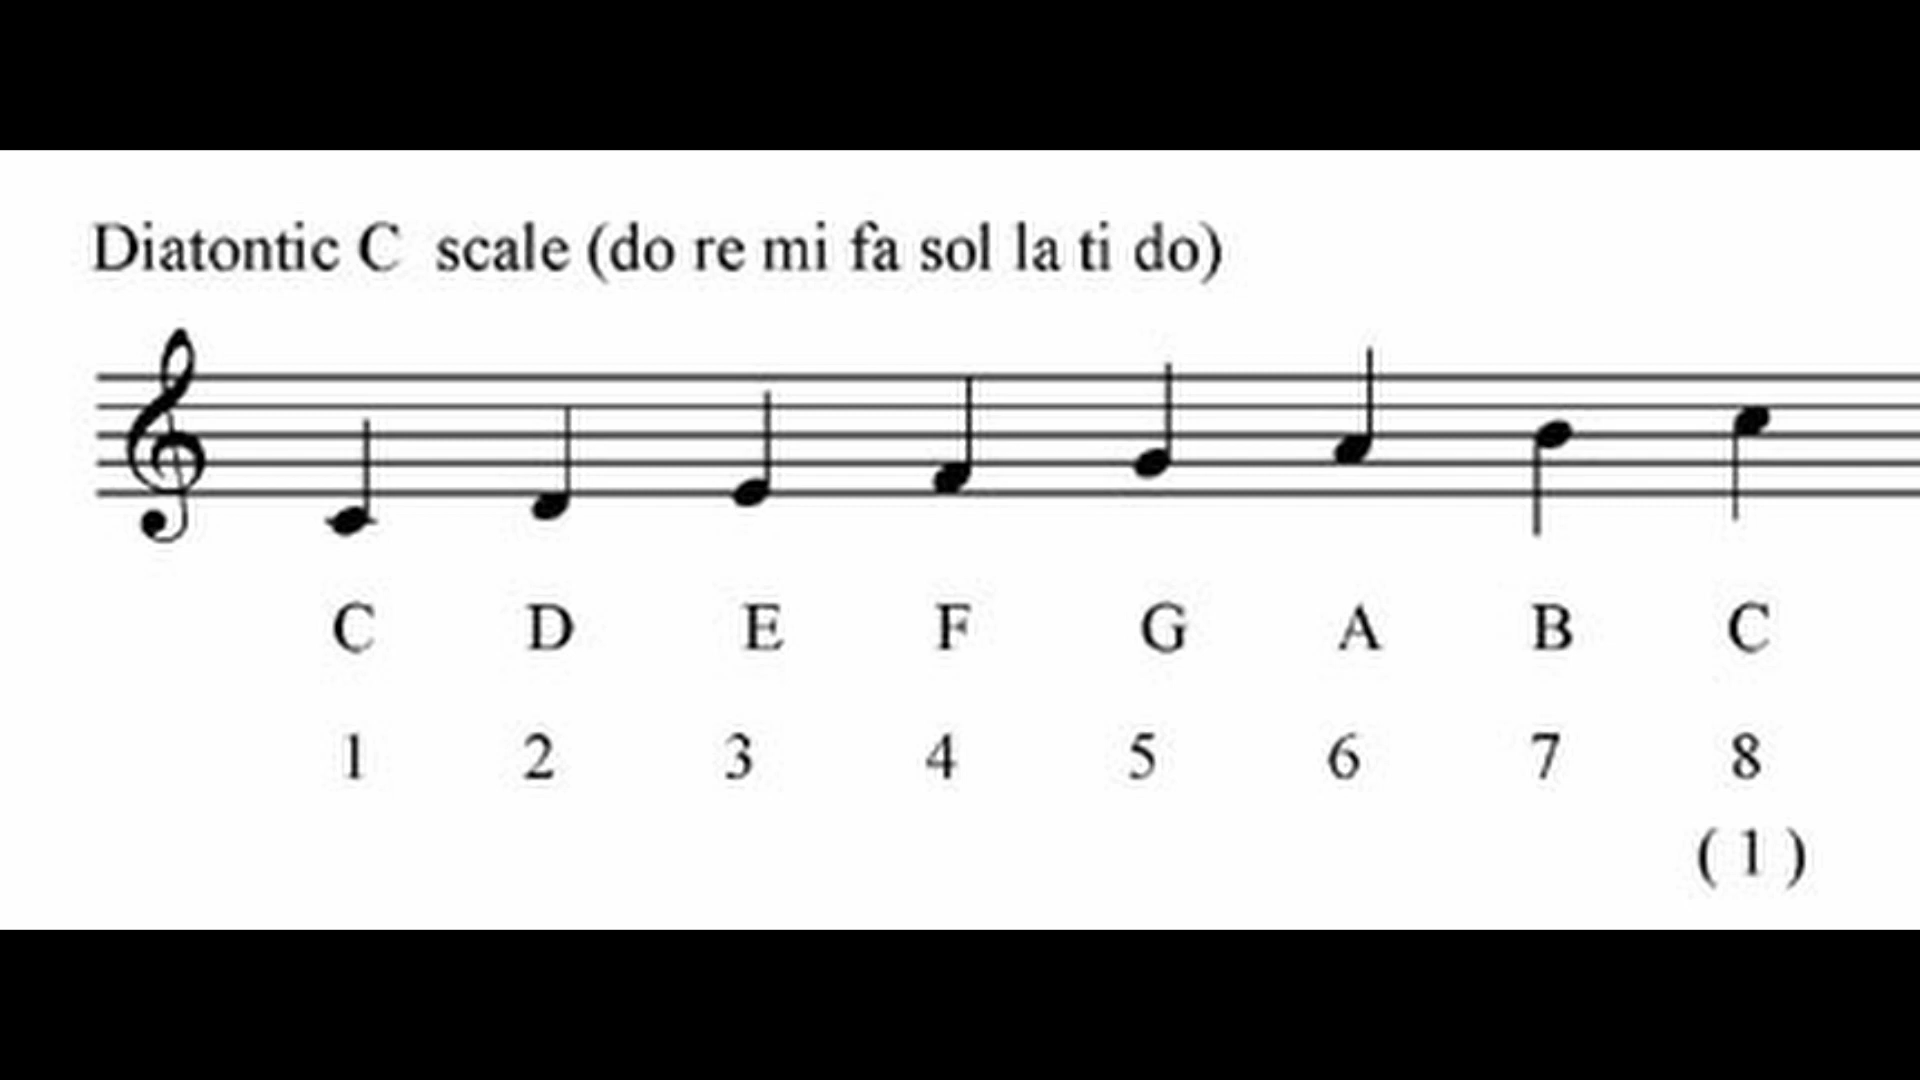 Diatontic C scale (do re mi fa sol la ti do)
C D E F G A B C
1 2 3 4 5 6 7 8
( 1 )